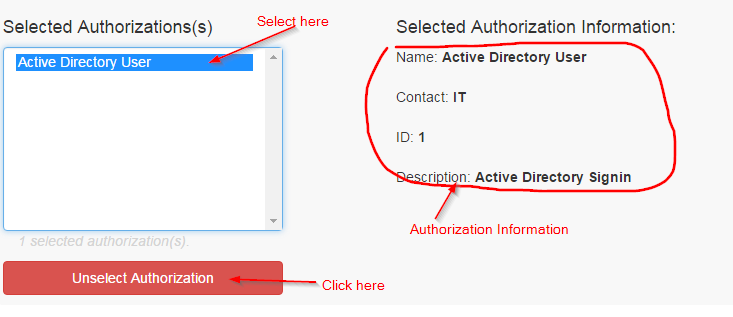 Select here
Selected Authorizations(s)
Active Directory User
1 selected authorization(s).
Unselect Authorization
Click here
Selected Authorization Information:
Name: Active Directory User
Contact: IT
ID: 1
Description: Active Directory Signin
Authorization Information